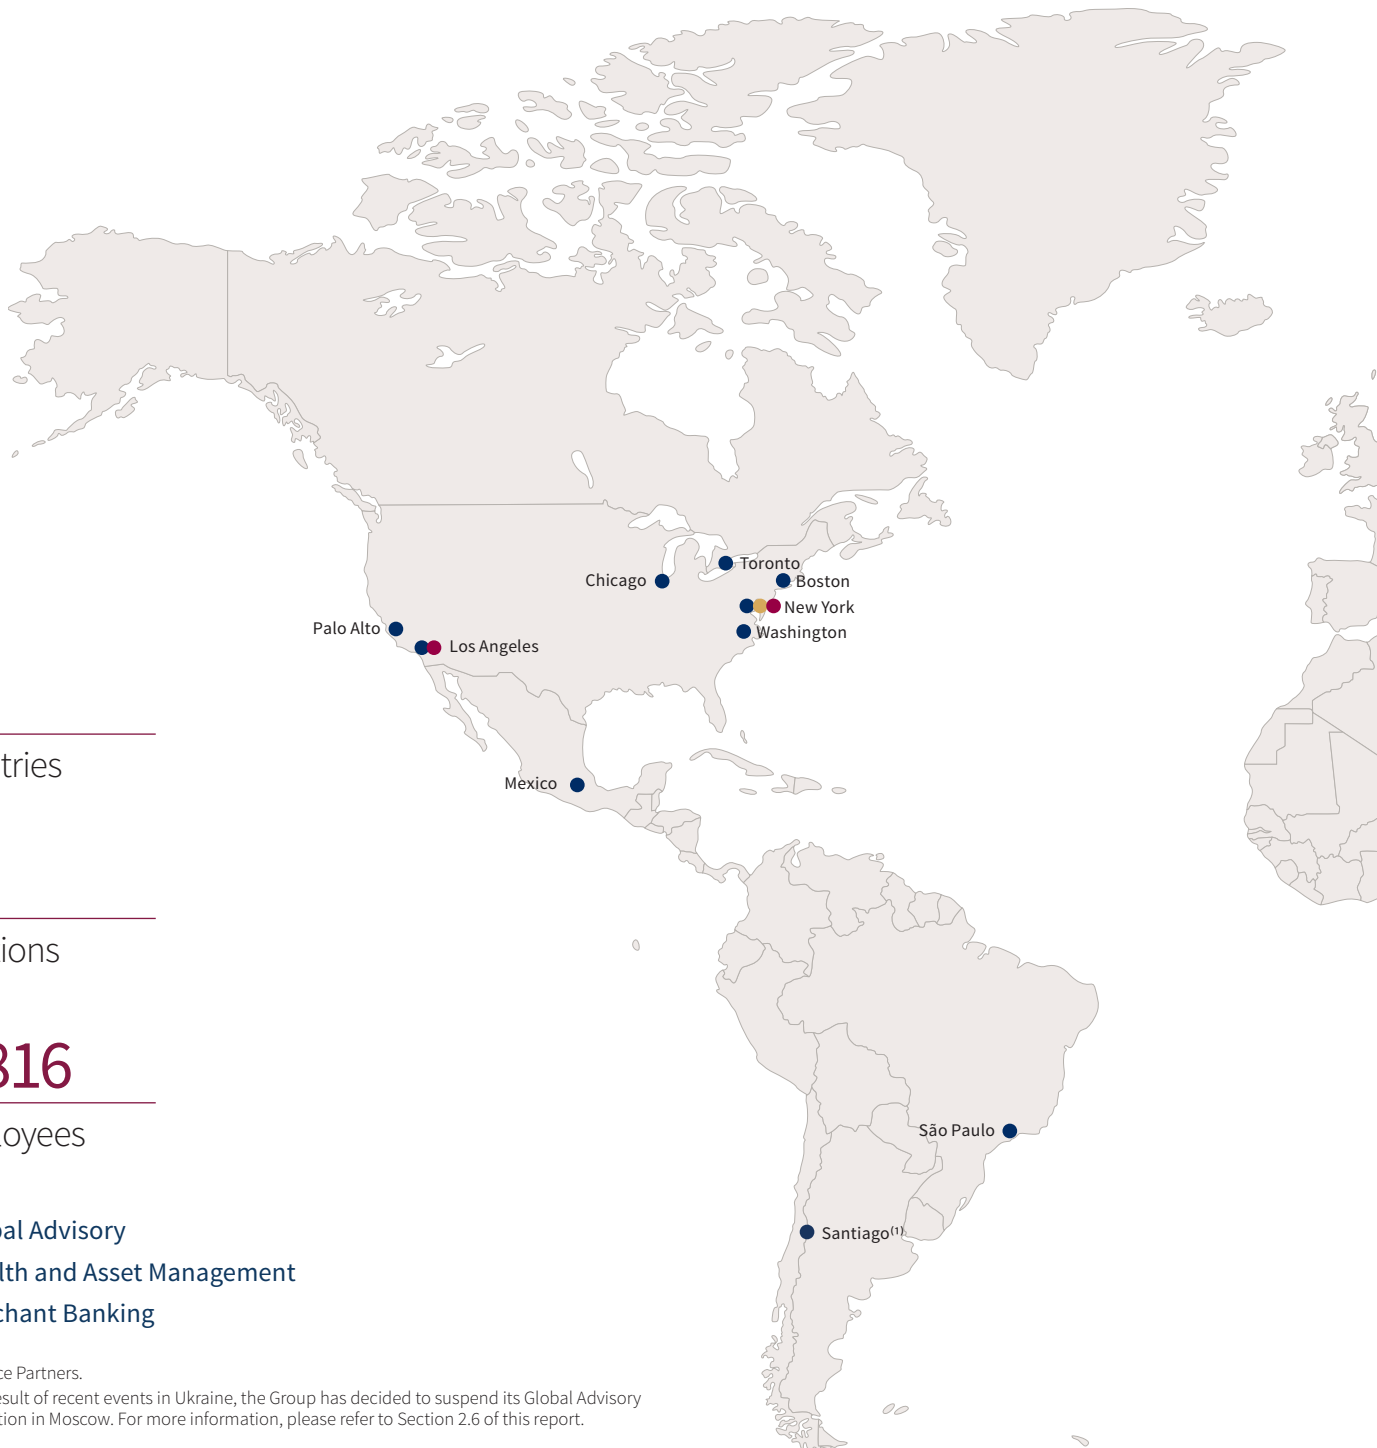 Toronto
Chicago
Boston
New York
Palo Alto
Washington
Los Angeles
Mexico
São Paulo
Santiago⁽¹⁾
tries
ions
816
oyees
bal Advisory
lth and Asset Management
chant Banking
ce Partners.
esult of recent events in Ukraine, the Group has decided to suspend its Global Advisory
tion in Moscow. For more information, please refer to Section 2.6 of this report.